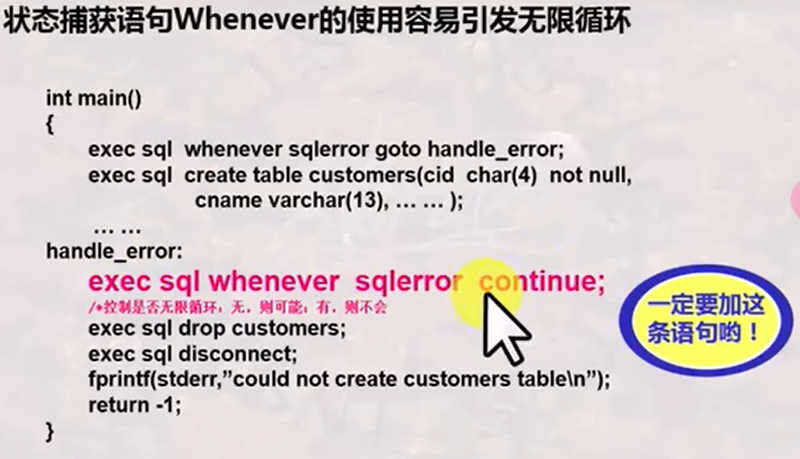 状态捕获语句Whenever的使用容易引发无限循环
int main()
{
exec sql whenever sqlerror goto handle_error;
exec sql create table customers(cid char(4) not null,
cname varchar(13), … … );
… …
handle_error:
exec sql whenever sqlerror continue;
/*控制是否无限循环：无，则可能；有，则不会
exec sql drop customers;
exec sql disconnect;
fprintf(stderr,”could not create customers table\n”);
return -1;
}
一定要加这
条语句哟！